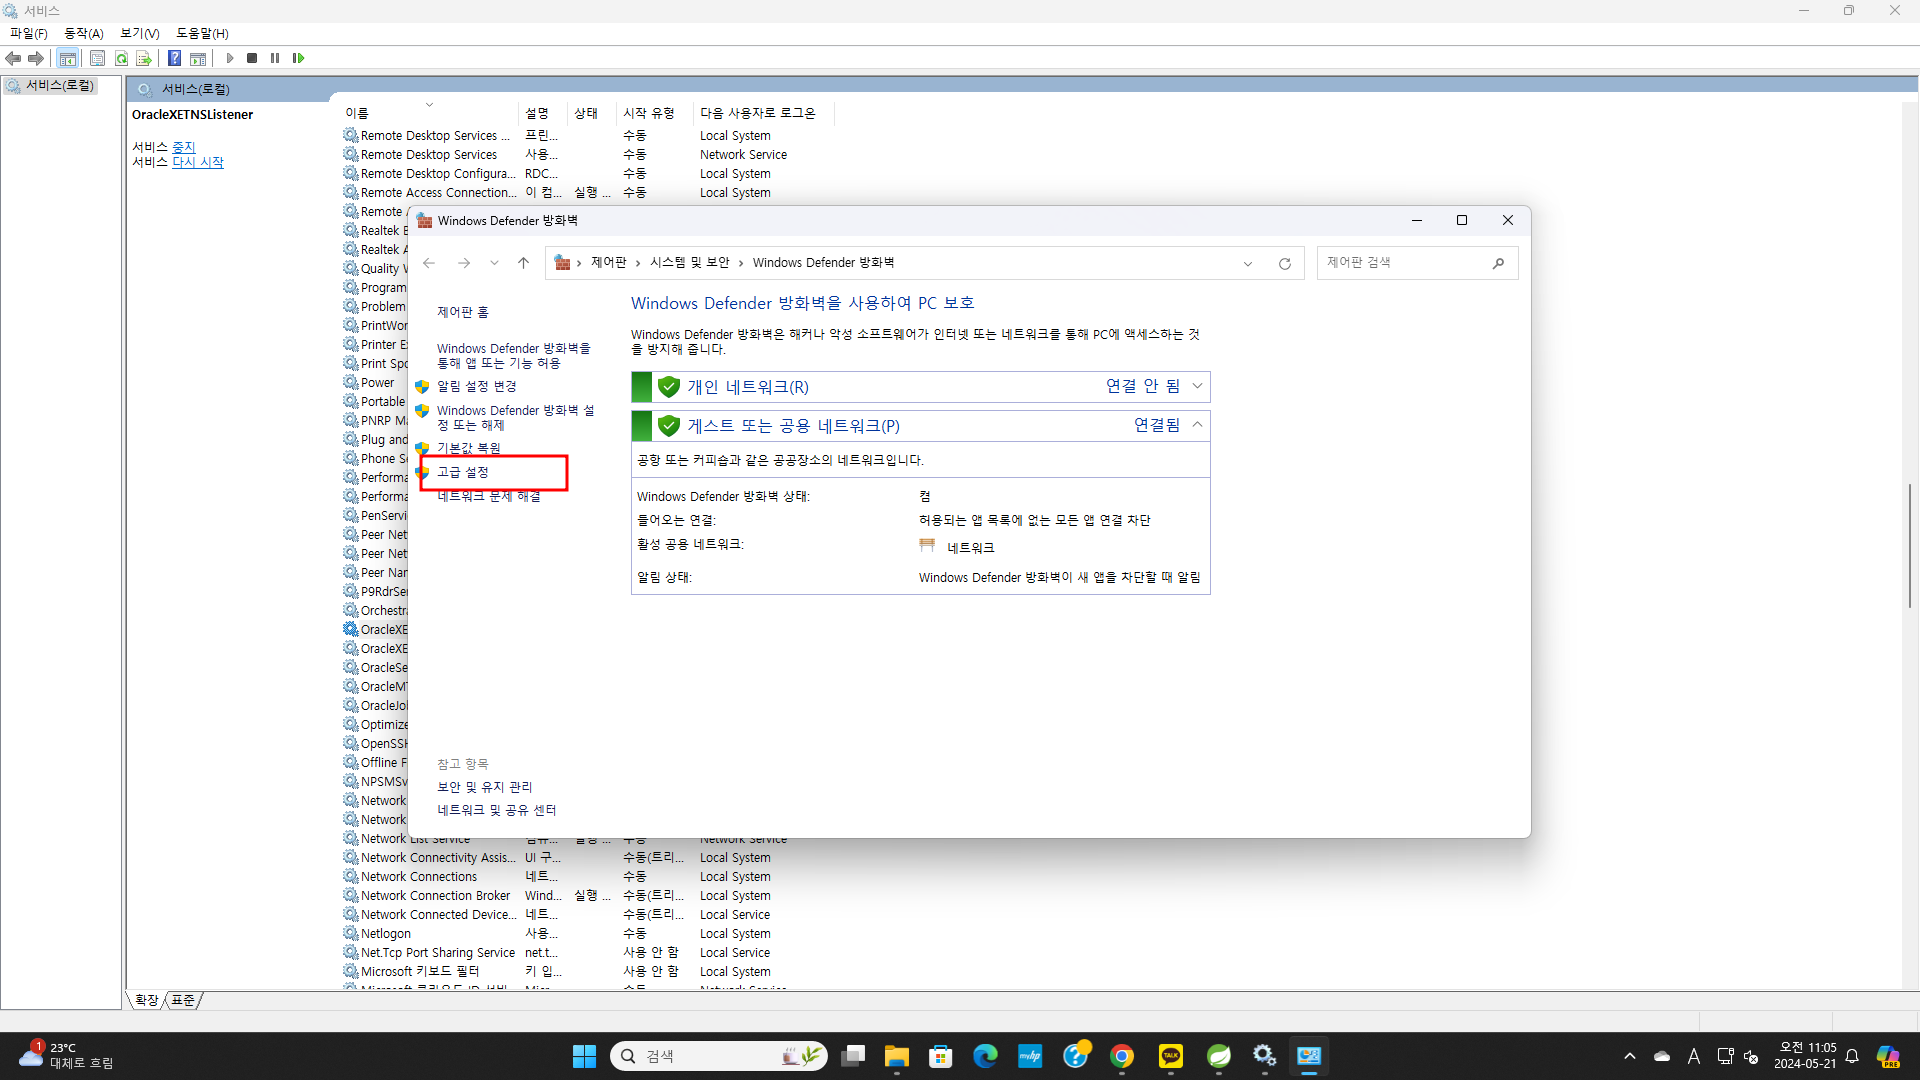 서비스
파일(F) 동작(A) 보기(V) 도움말(H)
서비스(로컬)
서비스(로컬)
OracleXETNSListener
서비스 중지
서비스 다시 시작
이름 설명 상태 시작 유형 다음 사용자로 로그온
Remote Desktop Services ... 프린... 수동 Local System
Remote Desktop Services 사용... 수동 Network Service
Remote Desktop Configura... RDC... 수동 Local System
Remote Access Connection... 이 컴... 실행 ... 수동 Local System
Remote
Realtek
Realtek
Quality
Program
Problem
PrintWor
Printer
Print Spo
Power
Portable
PNRP
Plug and
Phone
Performa
Performa
PenServi
Peer Net
Peer Net
Peer Nar
P9RdrSer
Orchestra
OracleXE
OracleXE
OracleSe
OracleMT
OracleJo
Optimize
OpenSSH
Offline
NPSMSv
Network
Network
Network List Service 수동 Network Service
Network Connectivity Assis... UI 구... 수동(트리... Local System
Network Connections 네트... 수동 Local System
Network Connection Broker Wind... 실행 ... 수동(트리... Local System
Network Connected Device... 네트... 수동(트리... Local Service
Netlogon 사용... 수동 Local System
Net.Tcp Port Sharing Service net.t... 사용 안 함 Local Service
Microsoft 키보드 필터 키 입... 사용 안 함 Local System
확장 표준
Windows Defender 방화벽
제어판 › 시스템 및 보안 › Windows Defender 방화벽
제어판 검색
제어판 홈
Windows Defender 방화벽을
통해 앱 또는 기능 허용
알림 설정 변경
Windows Defender 방화벽 설
정 또는 해제
기본값 복원
고급 설정
네트워크 문제 해결
참고 항목
보안 및 유지 관리
네트워크 및 공유 센터
Windows Defender 방화벽을 사용하여 PC 보호
Windows Defender 방화벽은 해커나 악성 소프트웨어가 인터넷 또는 네트워크를 통해 PC에 액세스하는 것
을 방지해 줍니다.
개인 네트워크(R) 연결 안 됨
게스트 또는 공용 네트워크(P) 연결됨
공항 또는 커피숍과 같은 공공장소의 네트워크입니다.
Windows Defender 방화벽 상태: 켬
들어오는 연결: 허용되는 앱 목록에 없는 모든 앱 연결 차단
활성 공용 네트워크: 네트워크
알림 상태: Windows Defender 방화벽이 새 앱을 차단할 때 알림
1
23°C
대체로 흐림
검색
myhp
TALK
A
오전 11:05
2024-05-21
PRE